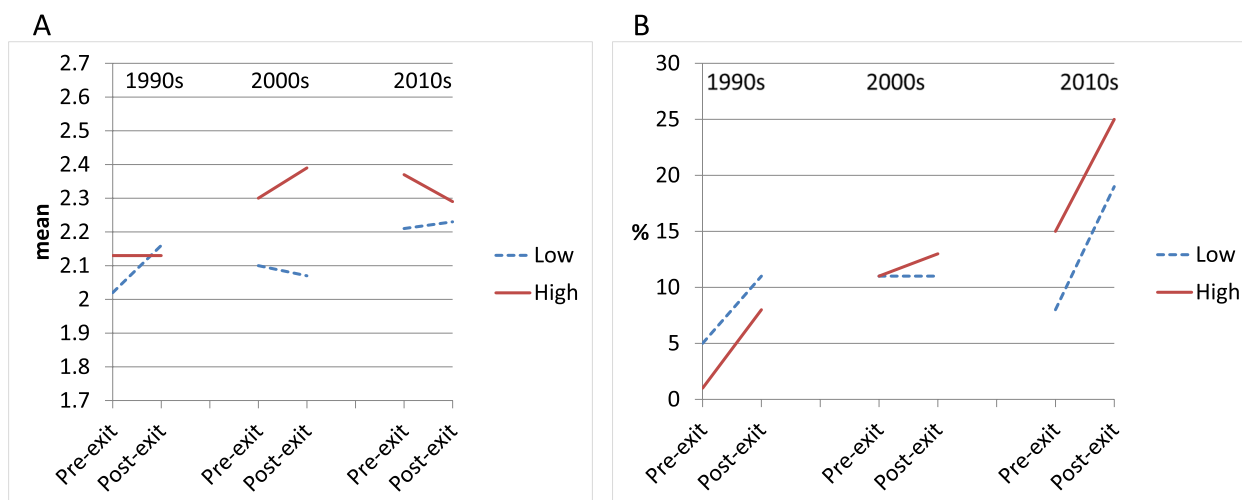 A
2.7
2.6
2.5
2.4
2.3
2.2
2.1
2
1.9
1.8
1.7
mean
1990s
2000s
2010s
Pre-exit
Post-exit
Pre-exit
Post-exit
Pre-exit
Post-exit
Low
High
B
30
25
20
15
10
5
0
%
1990s
2000s
2010s
Pre-exit
Post-exit
Pre-exit
Post-exit
Pre-exit
Post-exit
Low
High